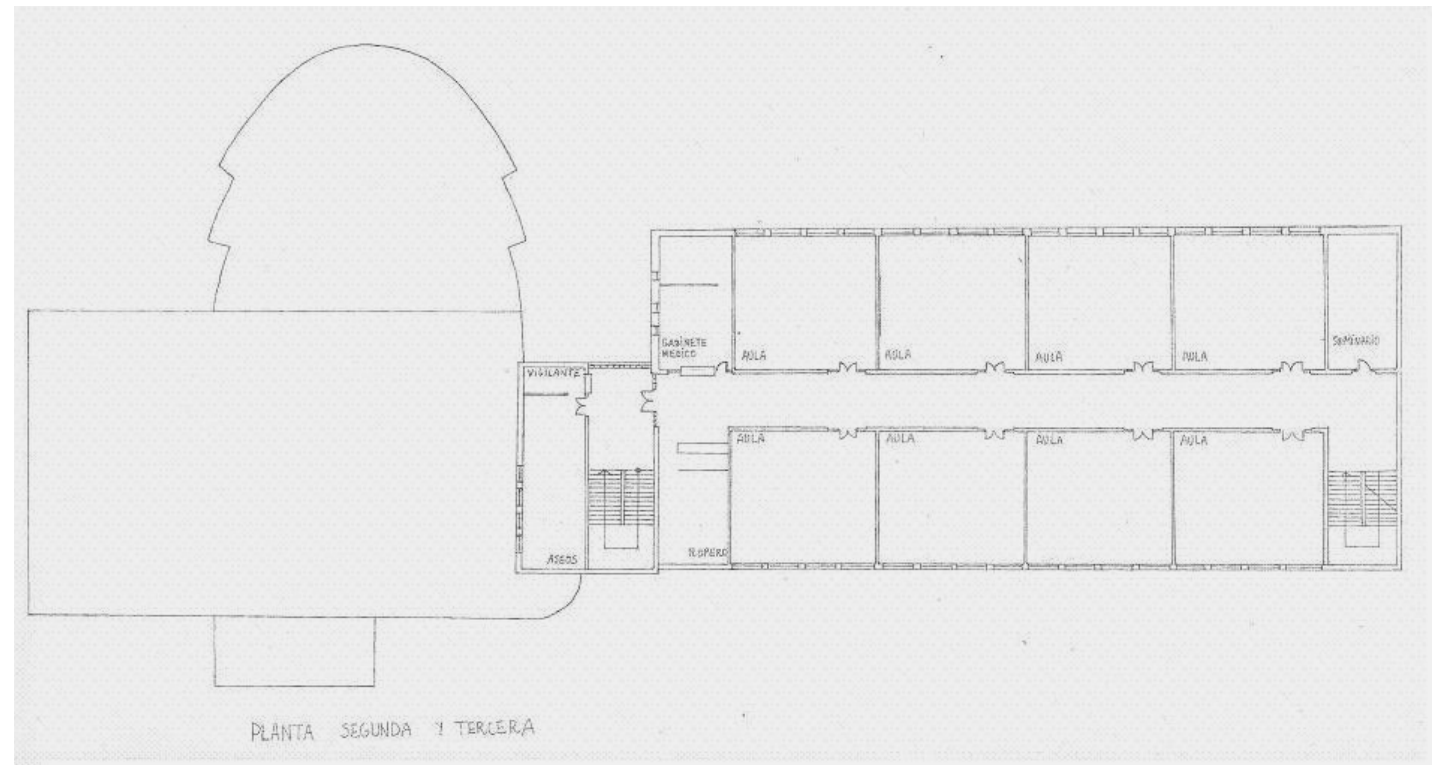 GABINETE
MEDICO
AULA
AULA
AULA
AULA
SEMINARIO
VIGILANTE
AULA
AULA
AULA
AULA
ROPERO
ASEOS
PLANTA SEGUNDA Y TERCERA